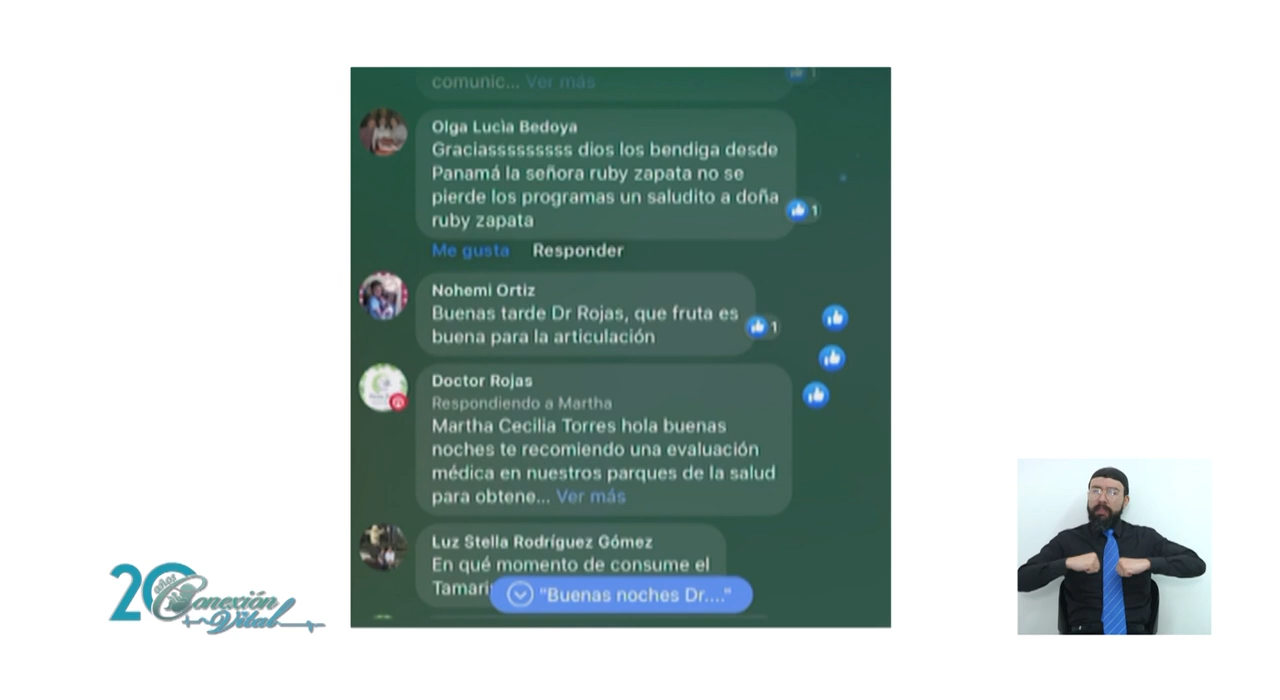 comunic... Ver más
1
Olga Lucìa Bedoya
Graciasssssssss dios los bendiga desde
Panamá la señora ruby zapata no se
pierde los programas un saludito a doña
ruby zapata
1
Me gusta Responder
Nohemi Ortiz
Buenas tarde Dr Rojas, que fruta es
buena para la articulación
1
Doctor Rojas
Respondiendo a Martha
Martha Cecilia Torres hola buenas
noches te recomiendo una evaluación
médica en nuestros parques de la salud
para obtene... Ver más
Luz Stella Rodríguez Gómez
En qué momento de consume el
Tamari
"Buenas noches Dr...."
20 años
Conexión
Vital